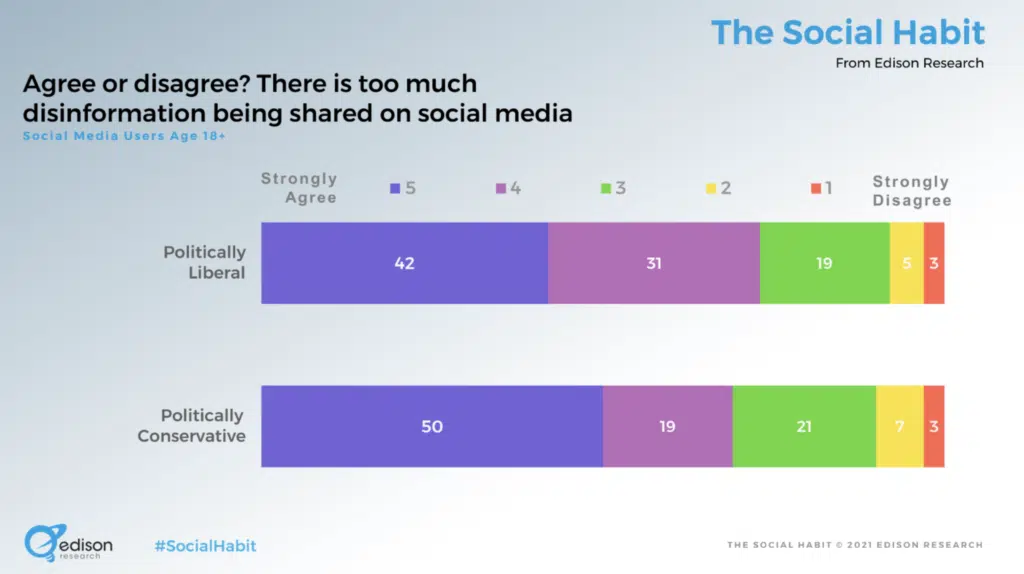 The Social Habit
From Edison Research
Agree or disagree? There is too much
disinformation being shared on social media
Social Media Users Age 18+
Strongly
Agree
5
4
3
2
1
Strongly
Disagree
Politically
Liberal
42
31
19
5
3
Politically
Conservative
50
19
21
7
3
edison
research
#SocialHabit
THE SOCIAL HABIT © 2021 EDISON RESEARCH